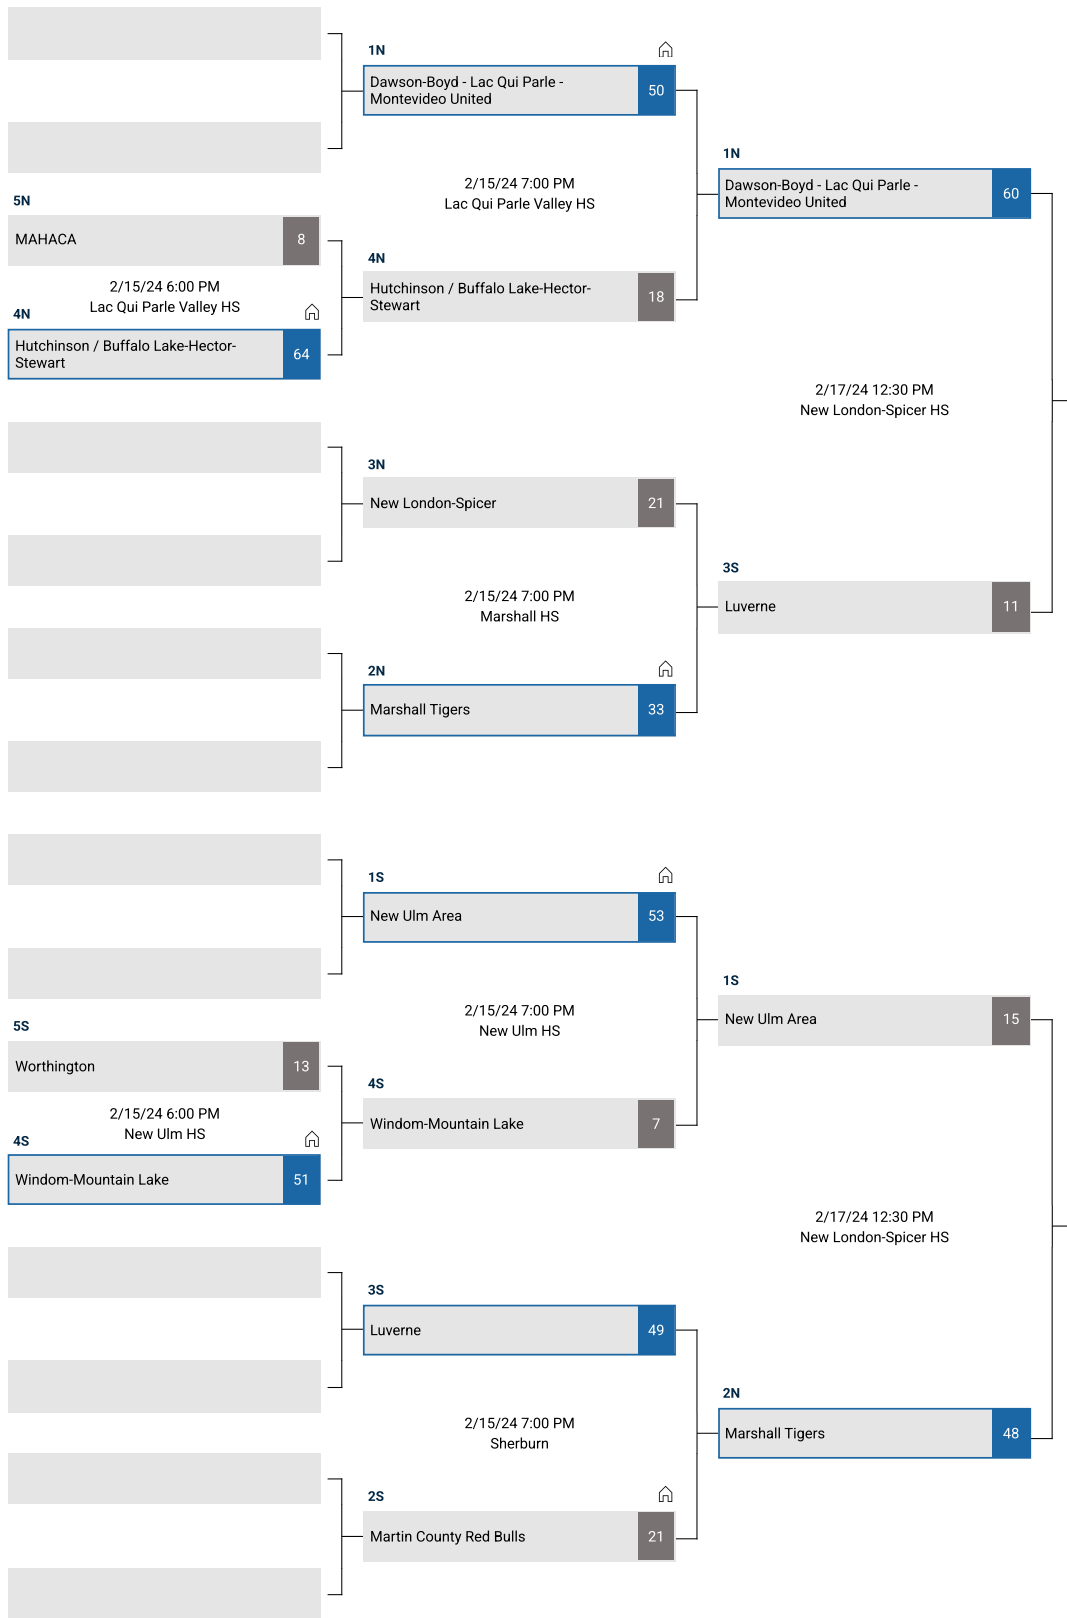 1N
Dawson-Boyd - Lac Qui Parle -
Montevideo United
50
2/15/24 7:00 PM
Lac Qui Parle Valley HS
1N
Dawson-Boyd - Lac Qui Parle -
Montevideo United
60
5N
MAHACA
8
2/15/24 6:00 PM
Lac Qui Parle Valley HS
4N
Hutchinson / Buffalo Lake-Hector-
Stewart
64
4N
Hutchinson / Buffalo Lake-Hector-
Stewart
18
2/17/24 12:30 PM
New London-Spicer HS
3N
New London-Spicer
21
2/15/24 7:00 PM
Marshall HS
3S
Luverne
11
2N
Marshall Tigers
33
1S
New Ulm Area
53
2/15/24 7:00 PM
New Ulm HS
1S
New Ulm Area
15
5S
Worthington
13
2/15/24 6:00 PM
New Ulm HS
4S
Windom-Mountain Lake
51
4S
Windom-Mountain Lake
7
2/17/24 12:30 PM
New London-Spicer HS
3S
Luverne
49
2/15/24 7:00 PM
Sherburn
2N
Marshall Tigers
48
2S
Martin County Red Bulls
21